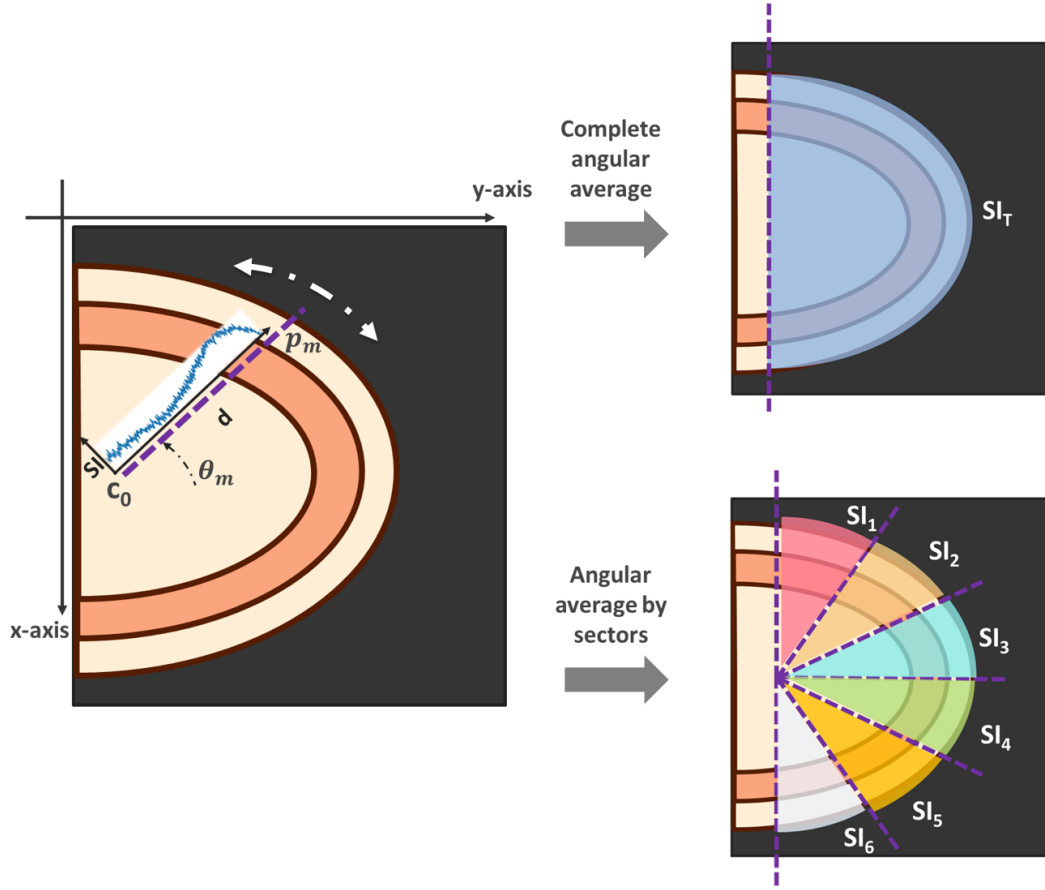 y-axis
x-axis
SI
C₀
d
pₘ
θₘ
Complete
angular
average
SI_T
Angular
average by
sectors
SI₁
SI₂
SI₃
SI₄
SI₅
SI₆